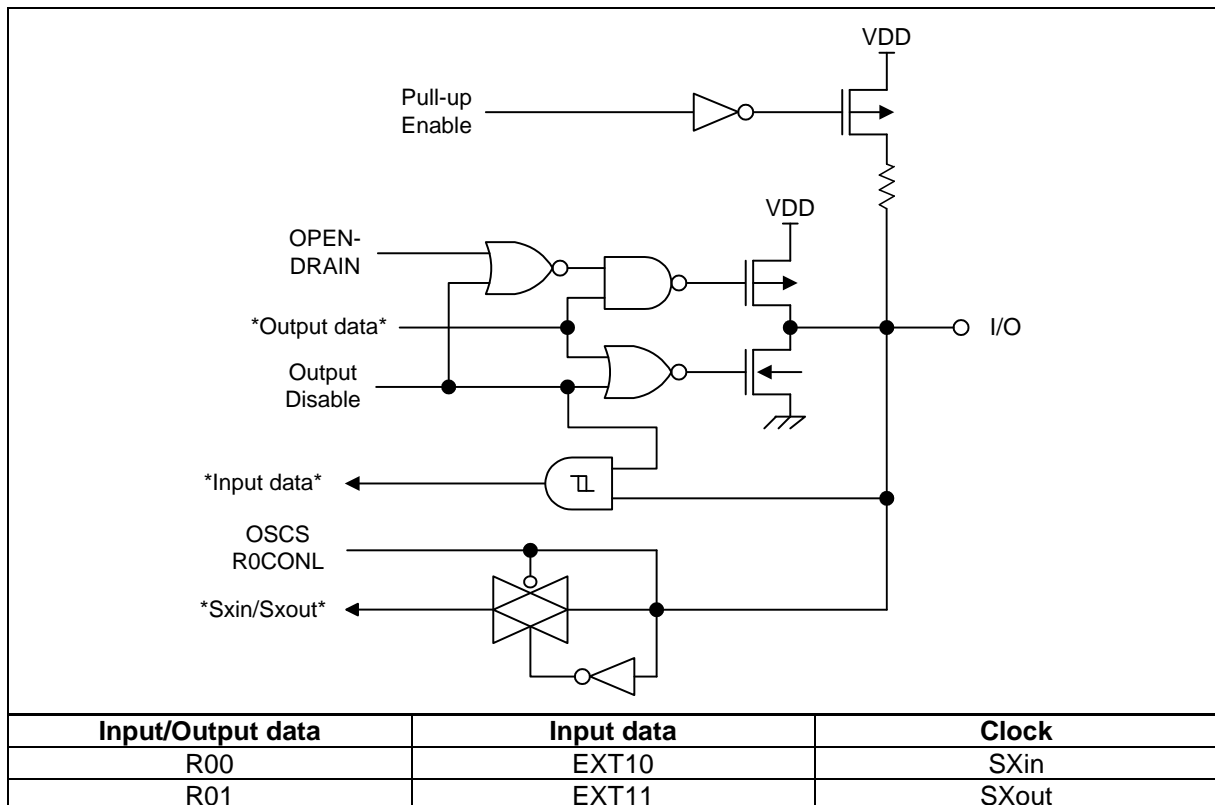 VDD
Pull-up
Enable
VDD
OPEN-
DRAIN
*Output data*
I/O
Output
Disable
*Input data*
OSCS
R0CONL
*Sxin/Sxout*
Input/Output data Input data Clock
R00 EXT10 SXin
R01 EXT11 SXout